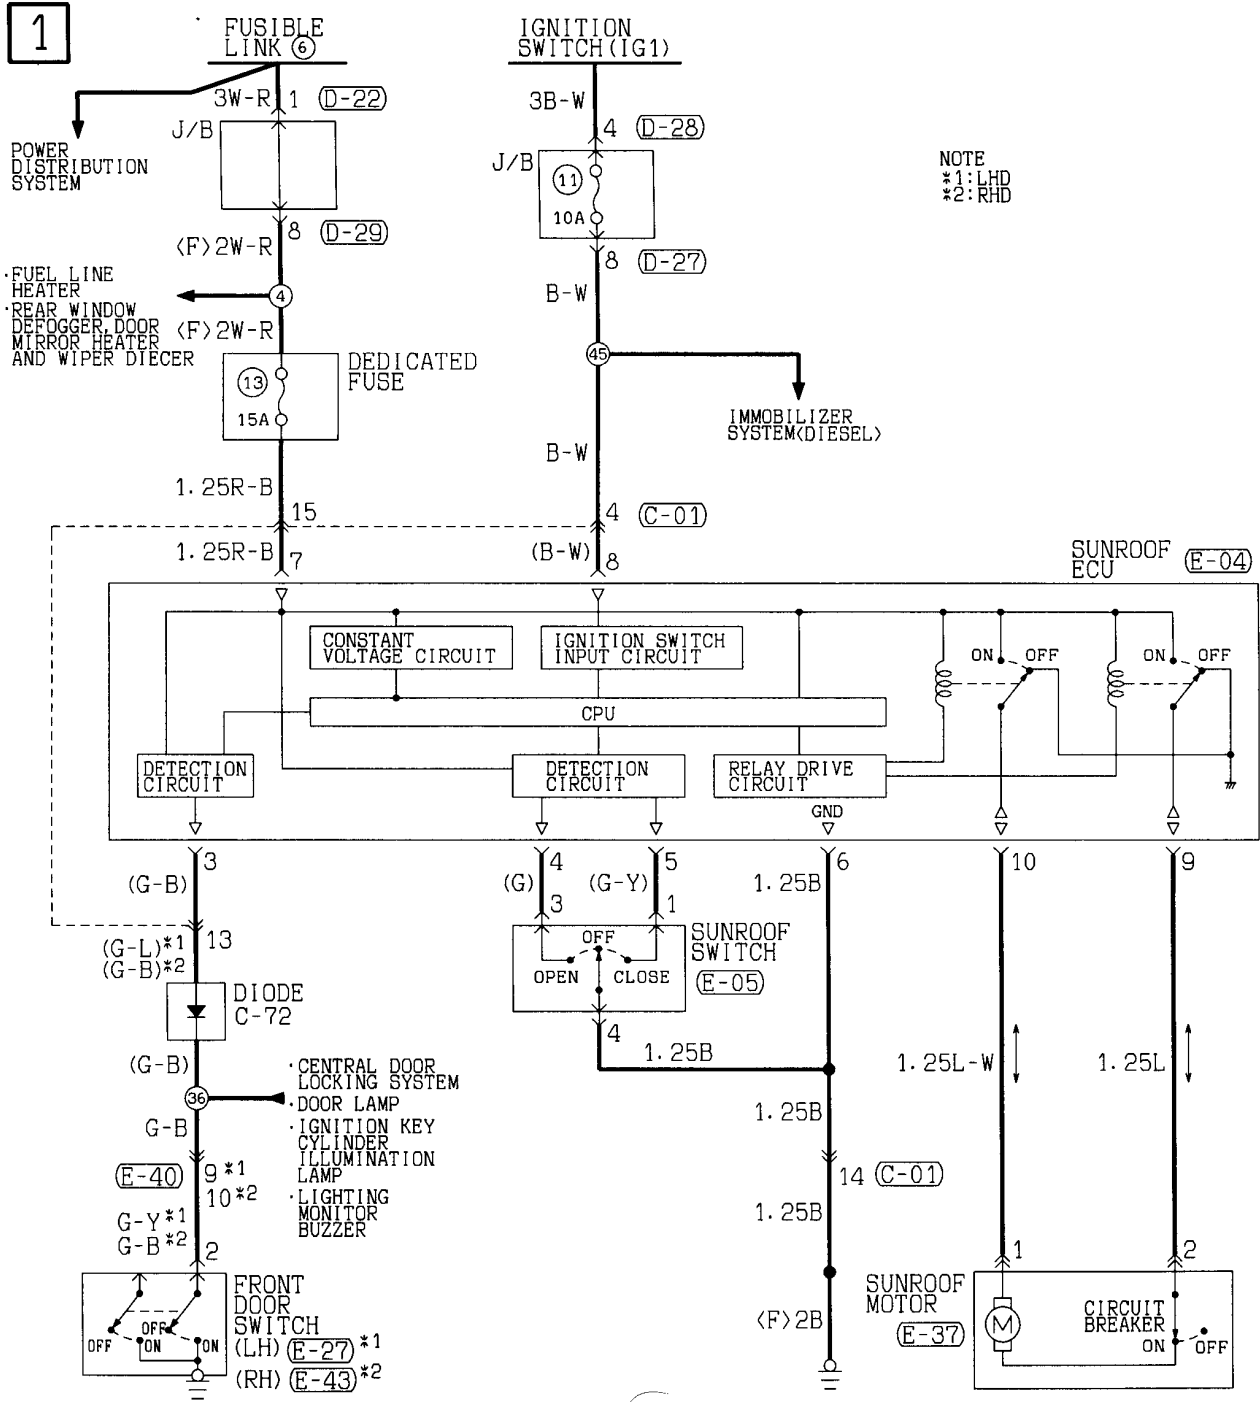 1
FUSIBLE
LINK ⑥
IGNITION
SWITCH(IG1)
3W-R
1
D-22
3B-W
4
D-28
J/B
J/B
POWER
DISTRIBUTION
SYSTEM
11
10A
NOTE
*1:LHD
*2:RHD
8
D-29
<F>2W-R
8
D-27
B-W
·FUEL LINE
HEATER
·REAR WINDOW
DEFOGGER,DOOR
MIRROR HEATER
AND WIPER DIECER
4
<F>2W-R
45
13
15A
DEDICATED
FUSE
IMMOBILIZER
SYSTEM<DIESEL>
B-W
1.25R-B
15
4
C-01
1.25R-B
7
(B-W)
8
SUNROOF
ECU
E-04
CONSTANT
VOLTAGE CIRCUIT
IGNITION SWITCH
INPUT CIRCUIT
ON
OFF
ON
OFF
CPU
DETECTION
CIRCUIT
DETECTION
CIRCUIT
RELAY DRIVE
CIRCUIT
GND
3
4
5
6
10
9
(G-B)
(G)
(G-Y)
1.25B
3
1
13
(G-L)*1
(G-B)*2
OFF
OPEN
CLOSE
SUNROOF
SWITCH
E-05
DIODE
C-72
4
1.25B
(G-B)
36
·CENTRAL DOOR
LOCKING SYSTEM
·DOOR LAMP
·IGNITION KEY
CYLINDER
ILLUMINATION
LAMP
·LIGHTING
MONITOR
BUZZER
1.25L-W
1.25L
G-B
1.25B
E-40
9*1
10*2
14
C-01
G-Y*1
G-B*2
2
1.25B
1
2
FRONT
DOOR
SWITCH
(LH)
E-27
*1
(RH)
E-43
*2
OFF
OFF
ON
ON
<F>2B
SUNROOF
MOTOR
E-37
M
CIRCUIT
BREAKER
ON
OFF